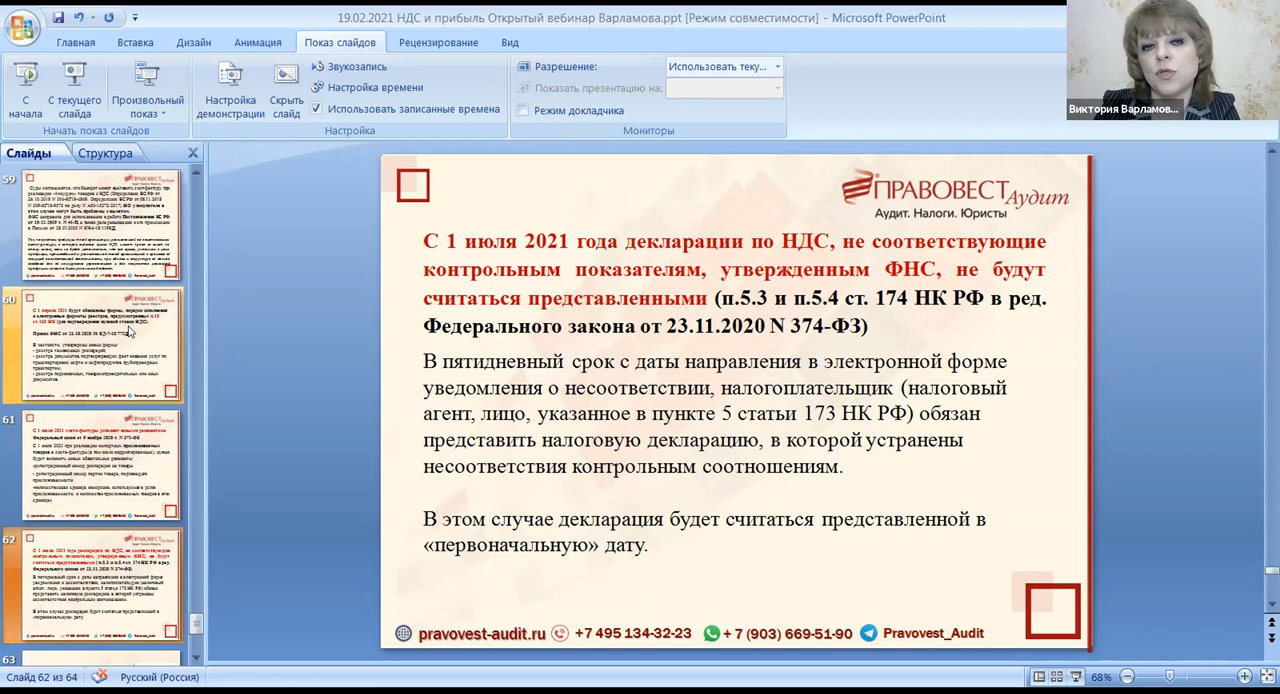 19.02.2021 НДС и прибыль Открытый вебинар Варламова.ppt [Режим совместимости] - Microsoft PowerPoint
Главная Вставка Дизайн Анимация Показ слайдов Рецензирование Вид
С начала
С текущего слайда
Произвольный показ
Начать показ слайдов
Настройка демонстрации
Скрыть слайд
Звукозапись
Настройка времени
Использовать записанные времена
Настройка
Разрешение: Использовать теку...
Показать презентацию на:
Режим докладчика
Мониторы
Виктория Варламов...
Слайды Структура
59
60
61
62
63
ПРАВОВЕСТ Аудит
Аудит. Налоги. Юристы
С 1 июля 2021 года декларации по НДС, не соответствующие
контрольным показателям, утвержденным ФНС, не будут
считаться представленными (п.5.3 и п.5.4 ст. 174 НК РФ в ред.
Федерального закона от 23.11.2020 N 374-ФЗ)
В пятидневный срок с даты направления в электронной форме
уведомления о несоответствии, налогоплательщик (налоговый
агент, лицо, указанное в пункте 5 статьи 173 НК РФ) обязан
представить налоговую декларацию, в которой устранены
несоответствия контрольным соотношениям.
В этом случае декларация будет считаться представленной в
«первоначальную» дату.
pravovest-audit.ru +7 495 134-32-23 + 7 (903) 669-51-90 Pravovest_Audit
Слайд 62 из 64 Русский (Россия) 68%